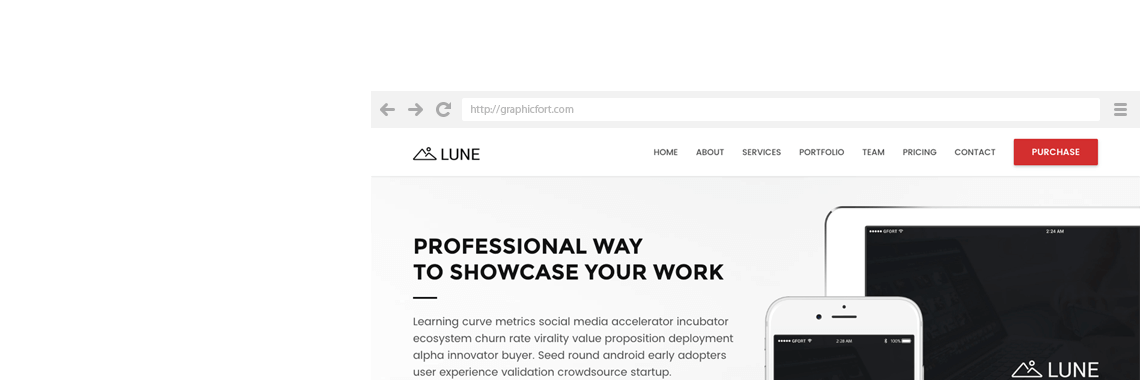 http://graphicfort.com
LUNE
HOME ABOUT SERVICES PORTFOLIO TEAM PRICING CONTACT PURCHASE
PROFESSIONAL WAY
TO SHOWCASE YOUR WORK
Learning curve metrics social media accelerator incubator
ecosystem churn rate virality value proposition deployment
alpha innovator buyer. Seed round android early adopters
user experience validation crowdsource startup.
GFORT 2:24 AM
GFORT 2:28 AM 100%
LUNE